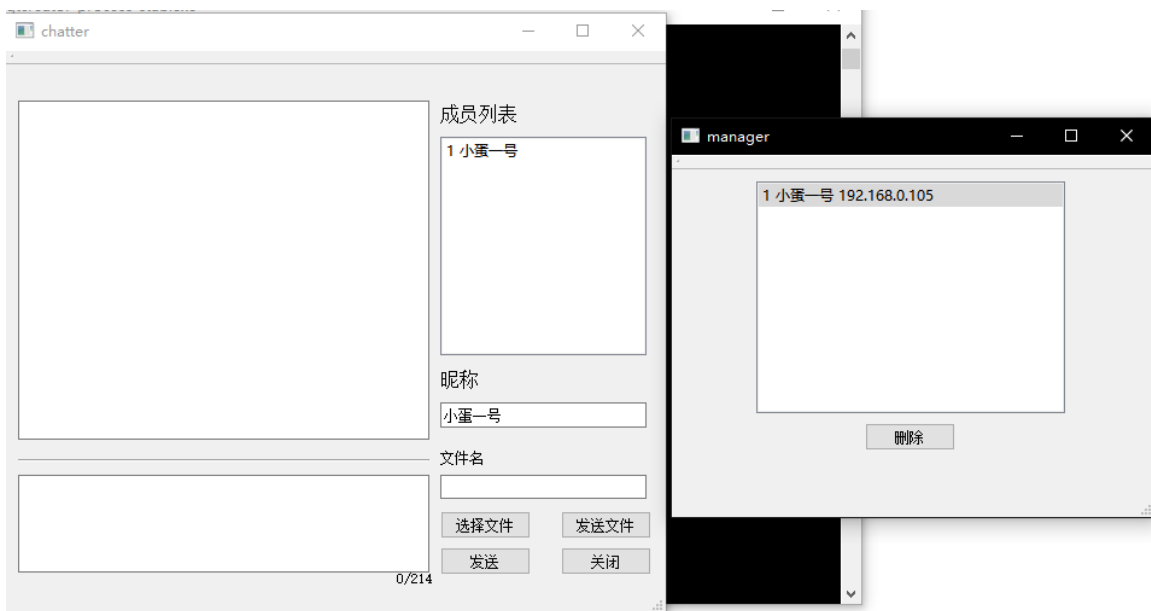 chatter
成员列表
1 小蛋一号
昵称
小蛋一号
文件名
选择文件
发送文件
发送
关闭
0/214
manager
1 小蛋一号 192.168.0.105
删除